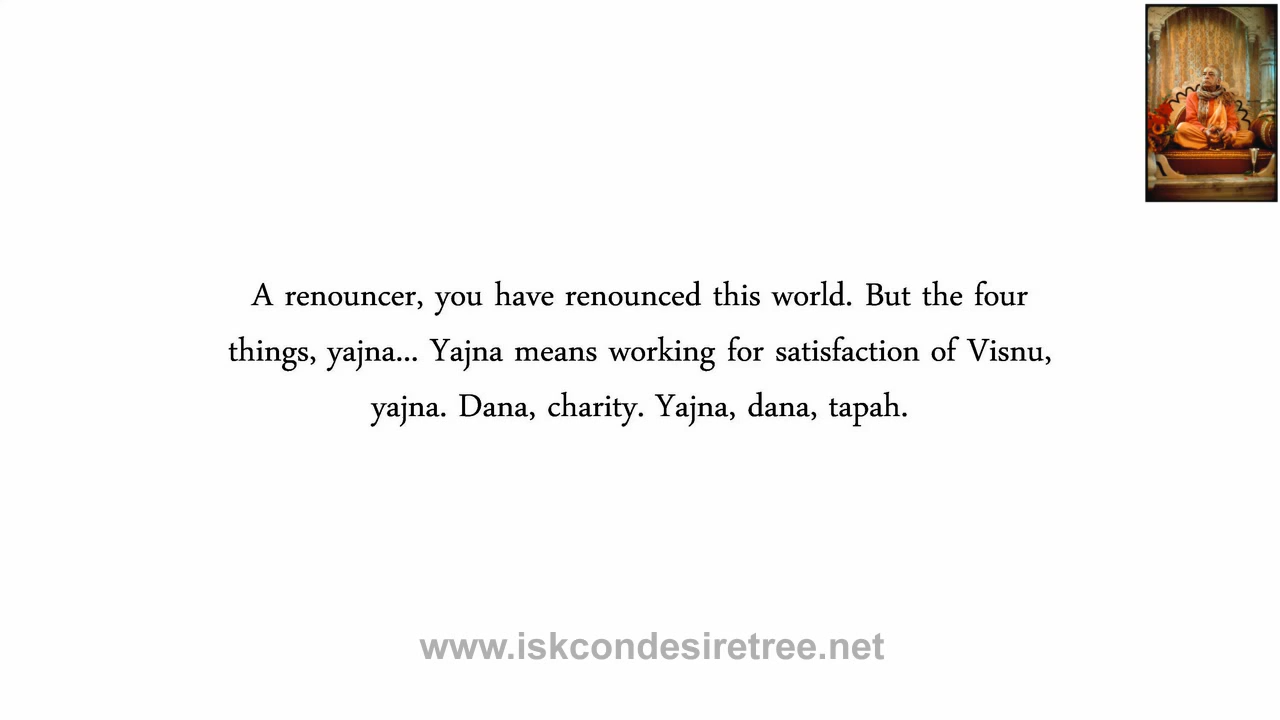 A renouncer, you have renounced this world. But the four
things, yajna... Yajna means working for satisfaction of Visnu,
yajna. Dana, charity. Yajna, dana, tapah.
www.iskcondesiretree.net